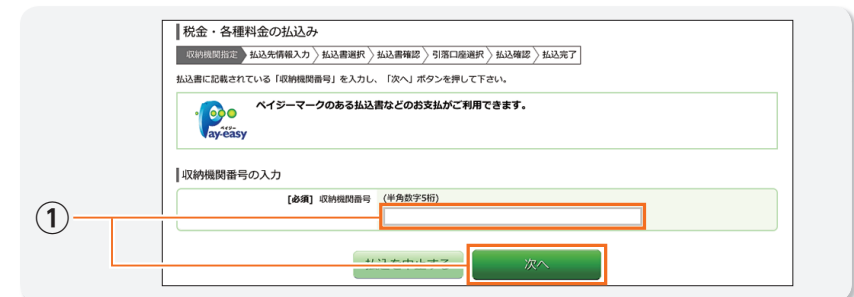 税金・各種料金の払込み
収納機関指定 払込先情報入力 払込書選択 払込書確認 引落口座選択 払込確認 払込完了
払込書に記載されている「収納機関番号」を入力し、「次へ」ボタンを押して下さい。
ペイジーマークのある払込書などのお支払がご利用できます。
ペイジー
Pay-easy
収納機関番号の入力
[必須] 収納機関番号 (半角数字5桁)
①
払込を中止する 次へ